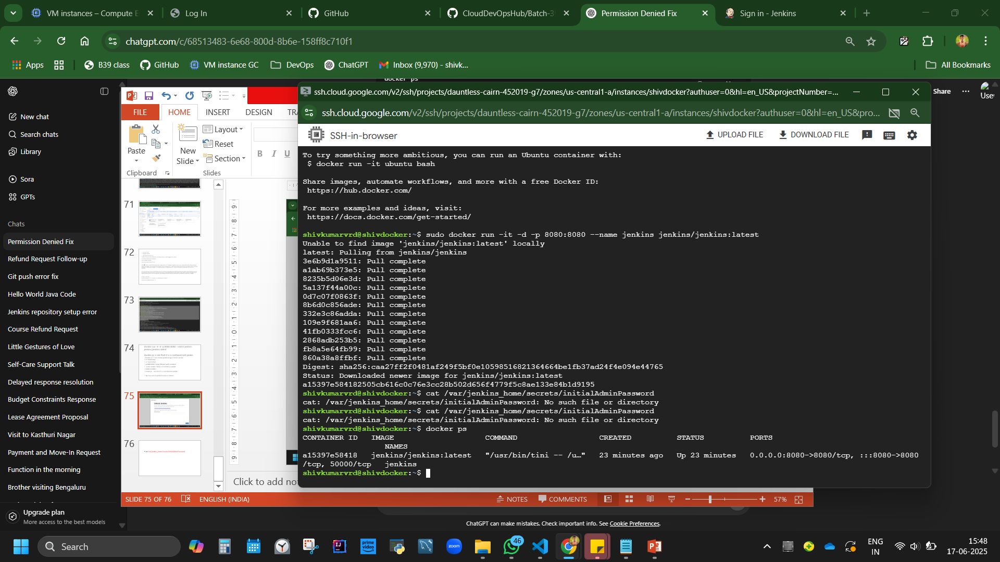 VM instances – Compute E
Log In
GitHub
CloudDevOpsHub/Batch-3
Permission Denied Fix
Sign in - Jenkins
chatgpt.com/c/68513483-6e68-800d-8b6e-158ff8c710f1
Apps
B39 class
GitHub
VM instance GC
DevOps
ChatGPT
Inbox (9,970) - shivk...
All Bookmarks
docker ps
New chat
Search chats
Library
Sora
GPTs
Chats
Permission Denied Fix
Refund Request Follow-up
Git push error fix
Hello World Java Code
Jenkins repository setup error
Course Refund Request
Little Gestures of Love
Self-Care Support Talk
Delayed response resolution
Budget Constraints Response
Lease Agreement Proposal
Visit to Kasthuri Nagar
Payment and Move-In Request
Function in the morning
Brother visiting Bengaluru
Upgrade plan
More access to the best models
FILE
HOME
INSERT
DESIGN
TRA
Paste
New
Slide
Layout
Reset
Section
B I U
Clipboard
Slides
71
72
73
74
75
76
Click to add not
SLIDE 75 OF 76
ENGLISH (INDIA)
NOTES
COMMENTS
57%
ssh.cloud.google.com/v2/ssh/projects/dauntless-cairn-452019-g7/zones/us-central1-a/instances/shivdocker?authuser=0&hl=en_US&projectNumber=...
ssh.cloud.google.com/v2/ssh/projects/dauntless-cairn-452019-g7/zones/us-central1-a/instances/shivdocker?authuser=0&hl=en_US&pro...
SSH-in-browser
UPLOAD FILE
DOWNLOAD FILE
To try something more ambitious, you can run an Ubuntu container with:
$ docker run -it ubuntu bash
Share images, automate workflows, and more with a free Docker ID:
https://hub.docker.com/
For more examples and ideas, visit:
https://docs.docker.com/get-started/
shivkumarvrd@shivdocker:~$ sudo docker run -it -d -p 8080:8080 --name jenkins jenkins/jenkins:latest
Unable to find image 'jenkins/jenkins:latest' locally
latest: Pulling from jenkins/jenkins
3e6b9d1a9511: Pull complete
a1ab69b373e5: Pull complete
8235b5d06e3d: Pull complete
5a137f44a00c: Pull complete
0d7c07f0863f: Pull complete
8b6d0c856ade: Pull complete
332e3c86adda: Pull complete
109e9f681aa6: Pull complete
41fb0333fcc6: Pull complete
2868adb253b5: Pull complete
fb8a5e64fb99: Pull complete
860a38a8ffbf: Pull complete
Digest: sha256:caa27ff2f0481af249f5bf0e10598516821364664be1fb37ad24f4e094e44765
Status: Downloaded newer image for jenkins/jenkins:latest
a15397e584182505cb616c0c76e3cc28b502d656f4779f5c8ae133e84b1d9195
shivkumarvrd@shivdocker:~$ cat /var/jenkins_home/secrets/initialAdminPassword
cat: /var/jenkins_home/secrets/initialAdminPassword: No such file or directory
shivkumarvrd@shivdocker:~$ cat /var/jenkins_home/secrets/initialAdminPassword
cat: /var/jenkins_home/secrets/initialAdminPassword: No such file or directory
shivkumarvrd@shivdocker:~$ docker ps
CONTAINER ID IMAGE COMMAND CREATED STATUS PORTS
NAMES
a15397e58418 jenkins/jenkins:latest "/usr/bin/tini -- /u…" 23 minutes ago Up 23 minutes 0.0.0.0:8080->8080/tcp, :::8080->8080
/tcp, 50000/tcp jenkins
shivkumarvrd@shivdocker:~$
Share
User
ChatGPT can make mistakes. Check important info. See Cookie Preferences.
Search
prime video
zoom
46
ENG
IN
15:48
17-06-2025